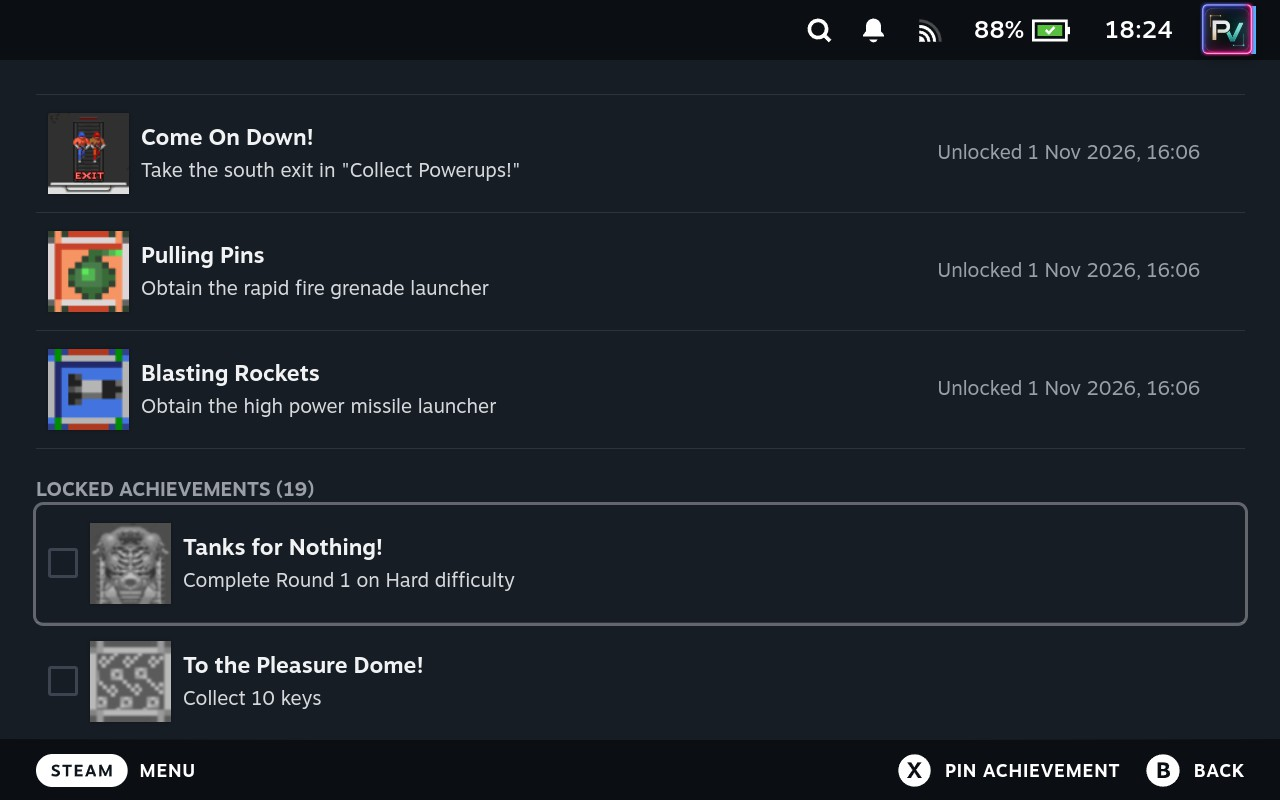 88%
18:24
PV
EXIT
Come On Down!
Take the south exit in "Collect Powerups!"
Unlocked 1 Nov 2026, 16:06
Pulling Pins
Obtain the rapid fire grenade launcher
Unlocked 1 Nov 2026, 16:06
Blasting Rockets
Obtain the high power missile launcher
Unlocked 1 Nov 2026, 16:06
LOCKED ACHIEVEMENTS (19)
Tanks for Nothing!
Complete Round 1 on Hard difficulty
To the Pleasure Dome!
Collect 10 keys
STEAM MENU
X PIN ACHIEVEMENT B BACK